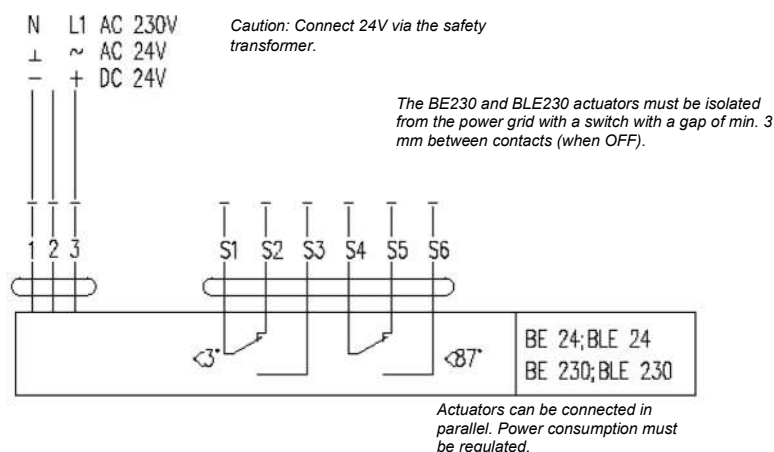 N L1 AC 230V
⊥ ~ AC 24V
− + DC 24V
Caution: Connect 24V via the safety
transformer.
The BE230 and BLE230 actuators must be isolated
from the power grid with a switch with a gap of min. 3
mm between contacts (when OFF).
1 2 3 S1 S2 S3 S4 S5 S6
<3° <87°
BE 24;BLE 24
BE 230;BLE 230
Actuators can be connected in
parallel. Power consumption must
be regulated.